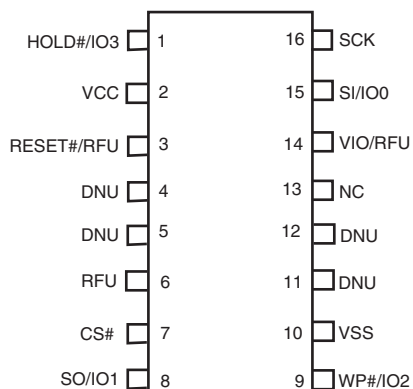 HOLD#/IO3 1 16 SCK
VCC 2 15 SI/IO0
RESET#/RFU 3 14 VIO/RFU
DNU 4 13 NC
DNU 5 12 DNU
RFU 6 11 DNU
CS# 7 10 VSS
SO/IO1 8 9 WP#/IO2